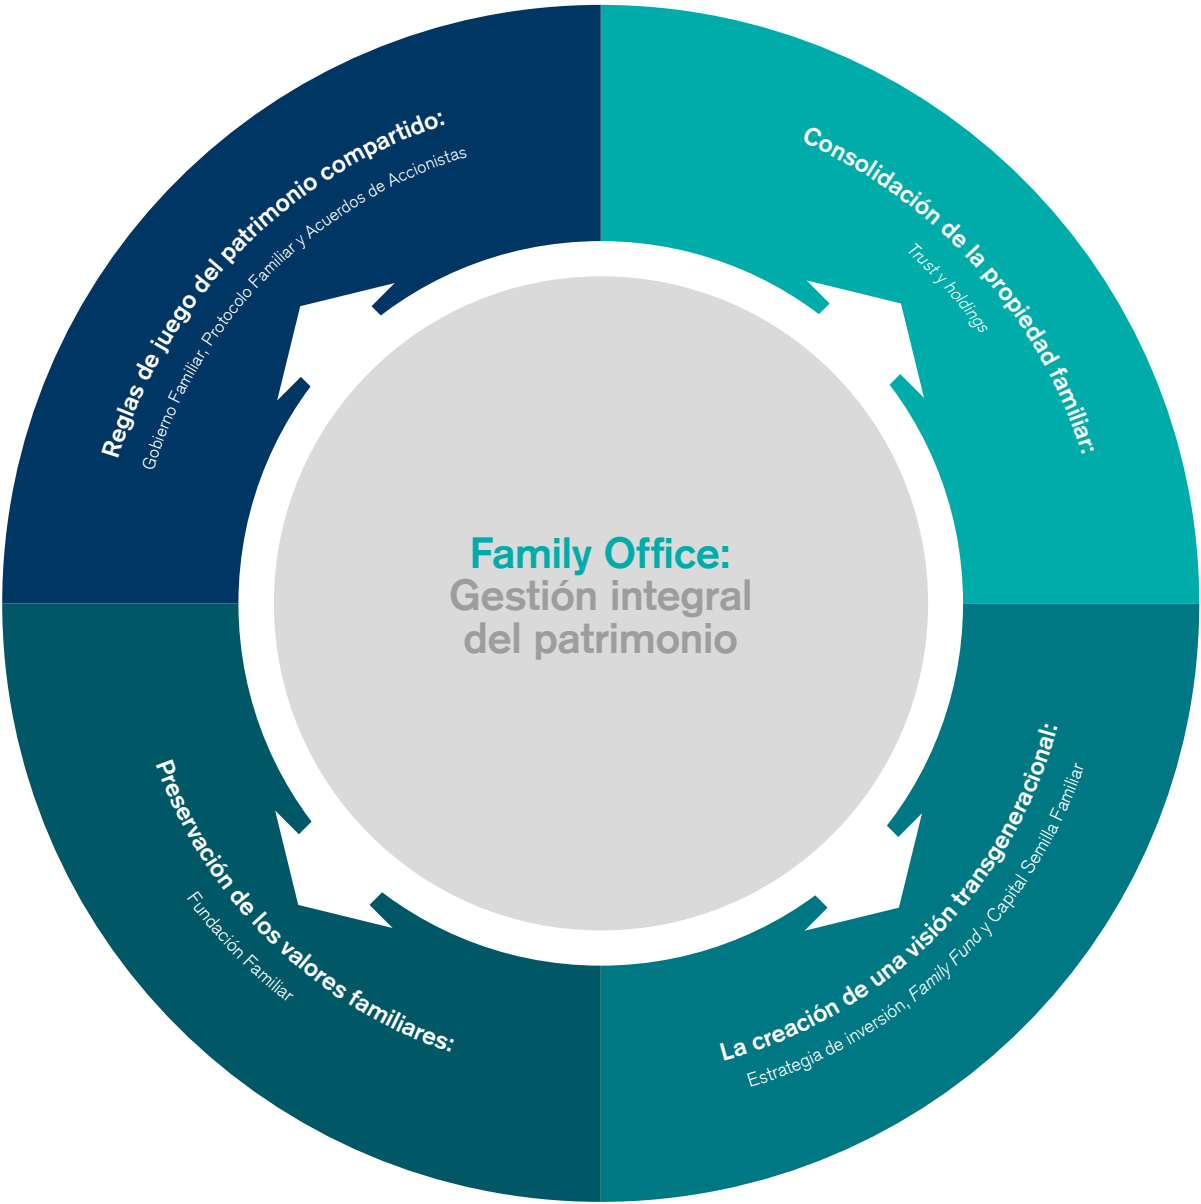 Reglas de juego del patrimonio compartido:
Gobierno Familiar, Protocolo Familiar y Acuerdos de Accionistas
Consolidación de la propiedad familiar:
Trust y holdings
Family Office:
Gestión integral
del patrimonio
Preservación de los valores familiares:
Fundación Familiar
La creación de una visión transgeneracional:
Estrategia de inversión, Family Fund y Capital Semilla Familiar